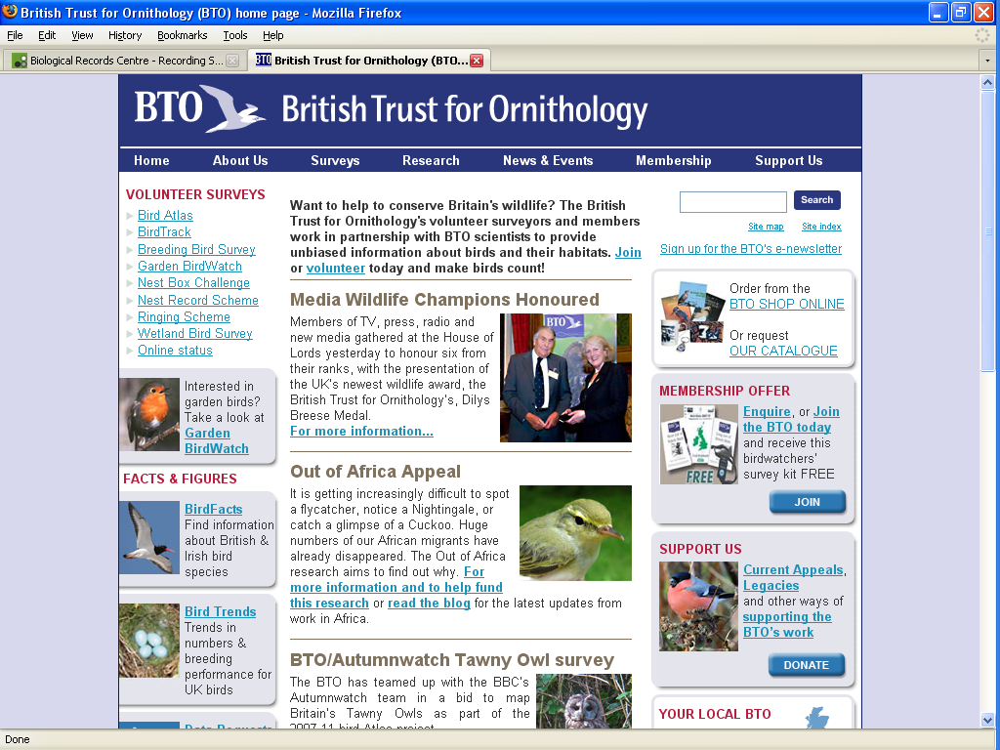 British Trust for Ornithology (BTO) home page - Mozilla Firefox
File Edit View History Bookmarks Tools Help
Biological Records Centre - Recording S...
BTO British Trust for Ornithology (BTO...
BTO British Trust for Ornithology
Home About Us Surveys Research News & Events Membership Support Us
VOLUNTEER SURVEYS
Bird Atlas
BirdTrack
Breeding Bird Survey
Garden BirdWatch
Nest Box Challenge
Nest Record Scheme
Ringing Scheme
Wetland Bird Survey
Online status
Interested in
garden birds?
Take a look at
Garden
BirdWatch
FACTS & FIGURES
BirdFacts
Find information
about British &
Irish bird
species
Bird Trends
Trends in
numbers &
breeding
performance for
UK birds
Data Requests
Want to help to conserve Britain's wildlife? The British
Trust for Ornithology's volunteer surveyors and members
work in partnership with BTO scientists to provide
unbiased information about birds and their habitats. Join
or volunteer today and make birds count!
Media Wildlife Champions Honoured
Members of TV, press, radio and
new media gathered at the House of
Lords yesterday to honour six from
their ranks, with the presentation of
the UK's newest wildlife award, the
British Trust for Ornithology's, Dilys
Breese Medal.
For more information...
BTO
Out of Africa Appeal
It is getting increasingly difficult to spot
a flycatcher, notice a Nightingale, or
catch a glimpse of a Cuckoo. Huge
numbers of our African migrants have
already disappeared. The Out of Africa
research aims to find out why. For
more information and to help fund
this research or read the blog for the latest updates from
work in Africa.
BTO/Autumnwatch Tawny Owl survey
The BTO has teamed up with the BBC's
Autumnwatch team in a bid to map
Britain's Tawny Owls as part of the
2007-11 bird Atlas project
Search
Site map Site index
Sign up for the BTO's e-newsletter
Order from the
BTO SHOP ONLINE
Or request
OUR CATALOGUE
MEMBERSHIP OFFER
FREE
Enquire, or Join
the BTO today
and receive this
birdwatchers'
survey kit FREE
JOIN
SUPPORT US
Current Appeals,
Legacies
and other ways of
supporting the
BTO's work
DONATE
YOUR LOCAL BTO
Done